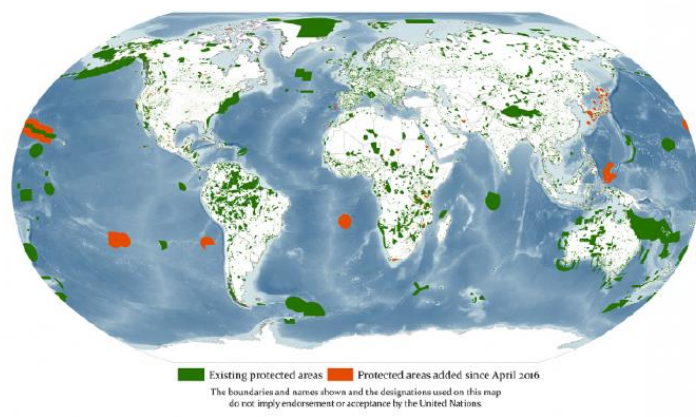 Existing protected areas Protected areas added since April 2016
The boundaries and names shown and the designations used on this map
do not imply endorsement or acceptance by the United Nations.